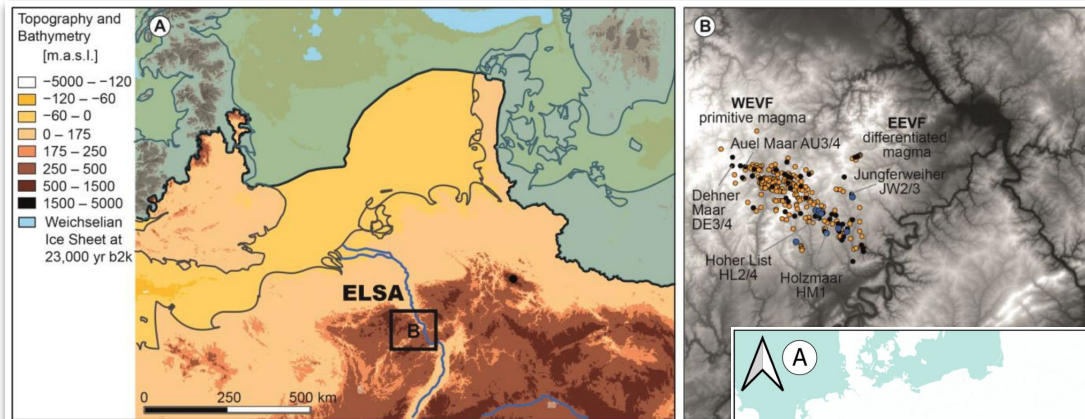 Topography and
Bathymetry
[m.a.s.l.]
−5000 – −120
−120 – −60
−60 – 0
0 – 175
175 – 250
250 – 500
500 – 1500
1500 – 5000
Weichselian
Ice Sheet at
23,000 yr b2k
A
ELSA
B
0
250
500 km
B
WEVF
primitive magma
EEVF
differentiated
magma
Auel Maar AU3/4
Jungferweiher
JW2/3
Dehner
Maar
DE3/4
Hoher List
HL2/4
Holzmaar
HM1
A